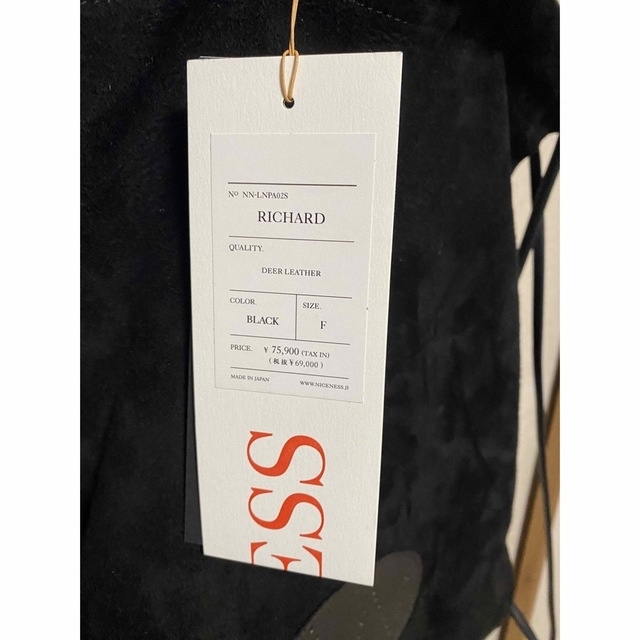 Nº NN-LNPA02S
RICHARD
QUALITY.
DEER LEATHER
COLOR.
SIZE.
BLACK
F
PRICE.
¥ 75,900 (TAX IN)
(税抜¥69,000)
MADE IN JAPAN
WWW.NICENESS.JP
ESS